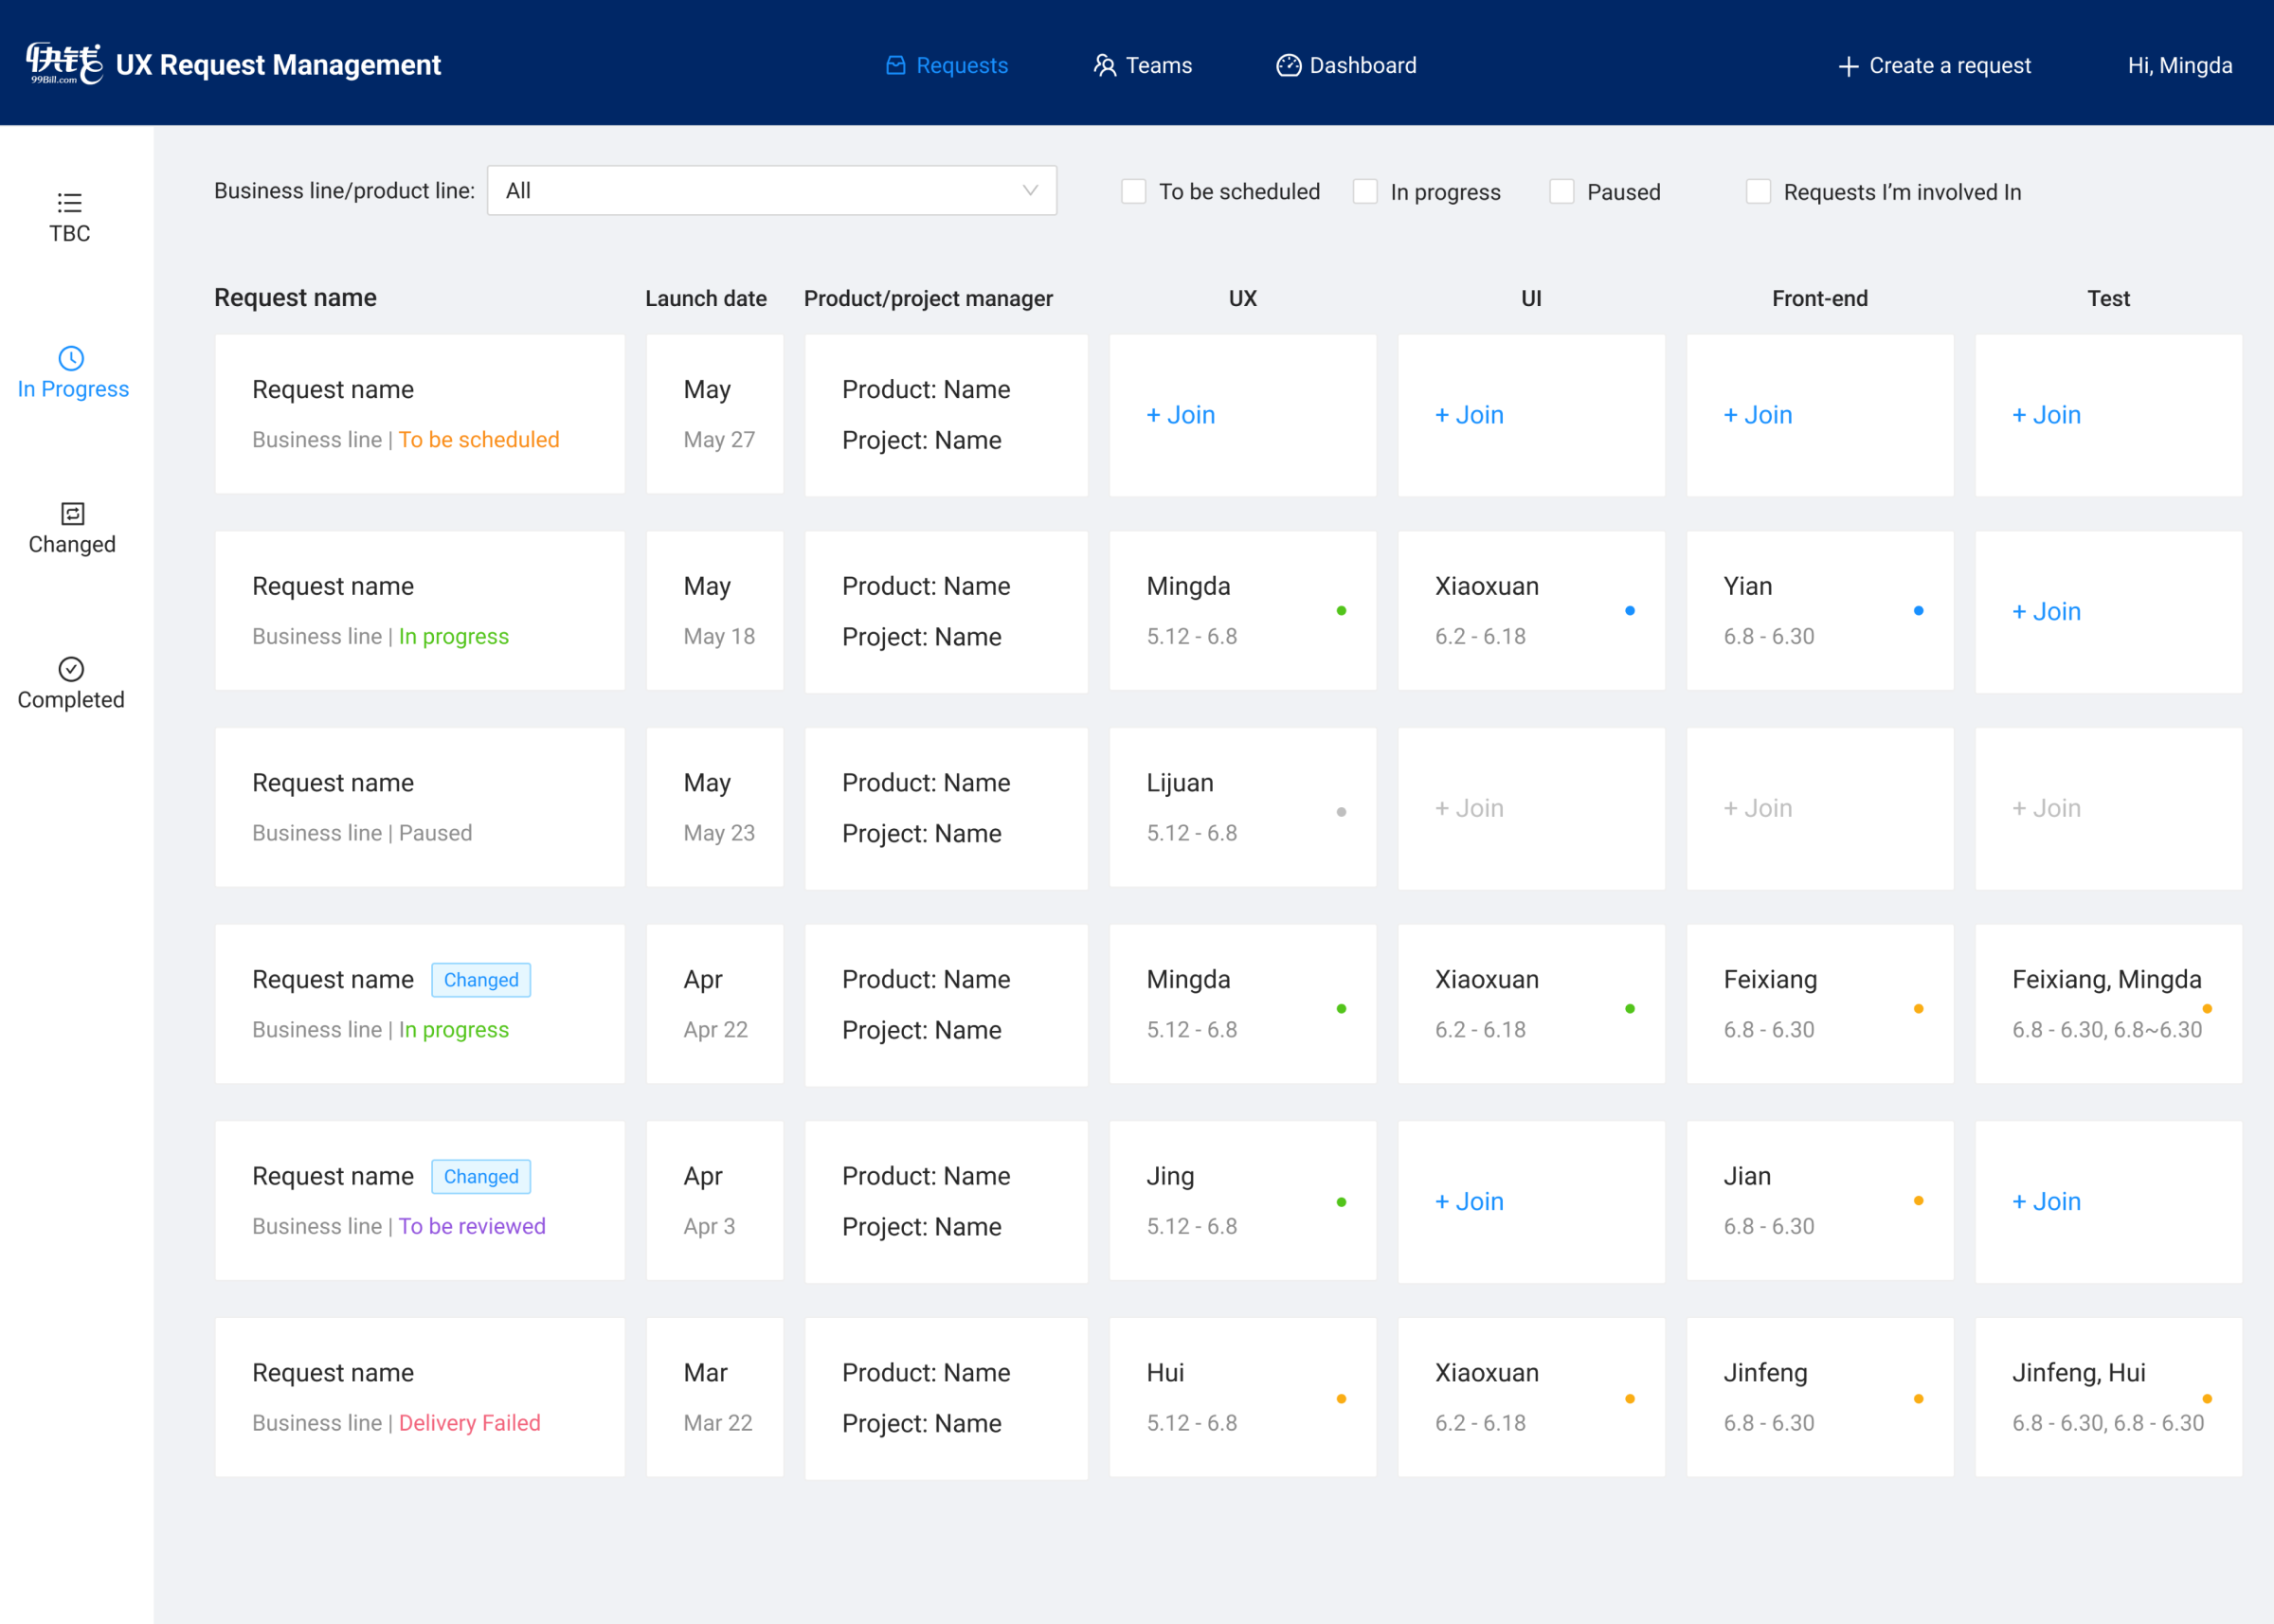 快钱 99Bill.com UX Request Management Requests Teams Dashboard + Create a request Hi, Mingda
TBC
In Progress
Changed
Completed
Business line/product line: All To be scheduled In progress Paused Requests I’m involved In
Request name Launch date Product/project manager UX UI Front-end Test
Request name May Product: Name + Join + Join + Join + Join
Business line | To be scheduled May 27 Project: Name
Request name May Product: Name Mingda Xiaoxuan Yian + Join
Business line | In progress May 18 Project: Name 5.12 - 6.8 6.2 - 6.18 6.8 - 6.30
Request name May Product: Name Lijuan + Join + Join + Join
Business line | Paused May 23 Project: Name 5.12 - 6.8
Request name Changed Apr Product: Name Mingda Xiaoxuan Feixiang Feixiang, Mingda
Business line | In progress Apr 22 Project: Name 5.12 - 6.8 6.2 - 6.18 6.8 - 6.30 6.8 - 6.30, 6.8~6.30
Request name Changed Apr Product: Name Jing + Join Jian + Join
Business line | To be reviewed Apr 3 Project: Name 5.12 - 6.8 6.8 - 6.30
Request name Mar Product: Name Hui Xiaoxuan Jinfeng Jinfeng, Hui
Business line | Delivery Failed Mar 22 Project: Name 5.12 - 6.8 6.2 - 6.18 6.8 - 6.30 6.8 - 6.30, 6.8 - 6.30